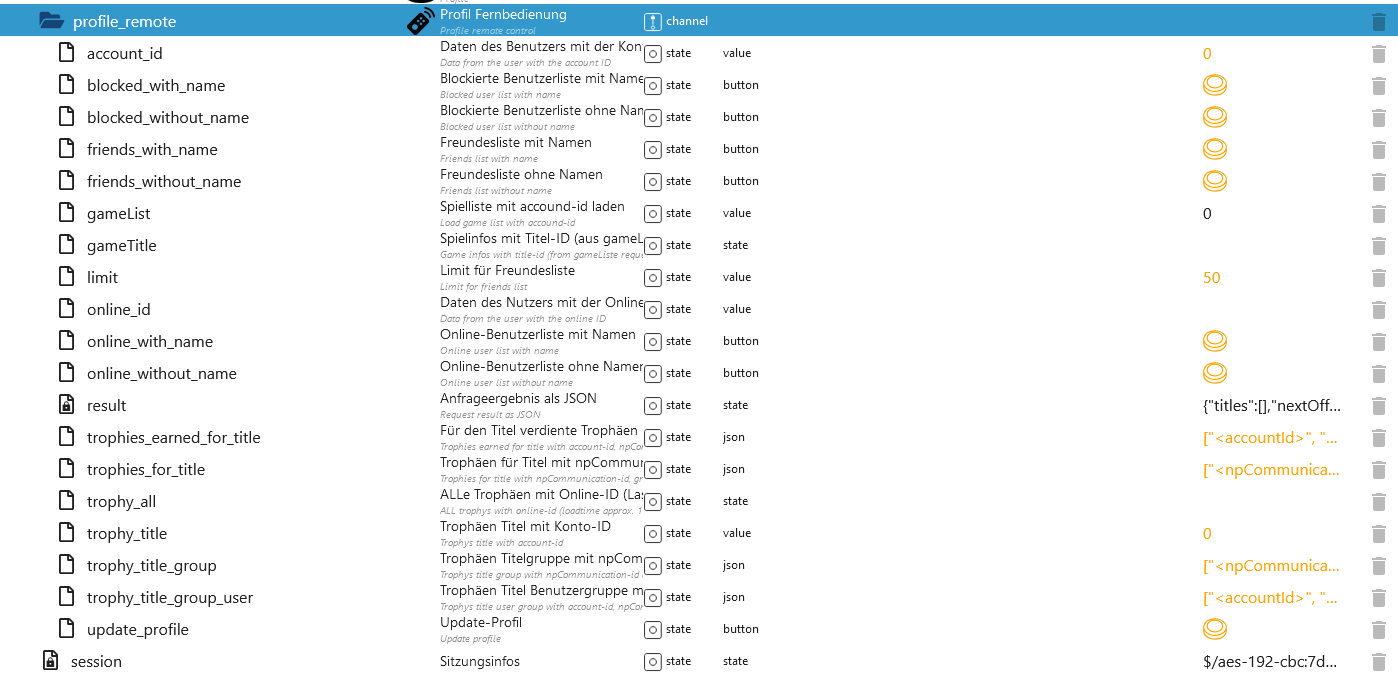 Profile
profile_remote Profil Fernbedienung channel
Profile remote control
account_id Daten des Benutzers mit der Kon state value 0
Data from the user with the account ID
blocked_with_name Blockierte Benutzerliste mit Name state button
Blocked user list with name
blocked_without_name Blockierte Benutzerliste ohne Nan state button
Blocked user list without name
friends_with_name Freundesliste mit Namen state button
Friends list with name
friends_without_name Freundesliste ohne Namen state button
Friends list without name
gameList Spielliste mit accound-id laden state value 0
Load game list with accound-id
gameTitle Spielinfos mit Titel-ID (aus gameL state state
Game infos with title-id (from gameListe requ
limit Limit für Freundesliste state value 50
Limit for friends list
online_id Daten des Nutzers mit der Online state value
Data from the user with the online ID
online_with_name Online-Benutzerliste mit Namen state button
Online user list with name
online_without_name Online-Benutzerliste ohne Namer state button
Online user list without name
result Anfrageergebnis als JSON state state {"titles":[],"nextOff...
Request result as JSON
trophies_earned_for_title Für den Titel verdiente Trophäen state json ["<accountId>", "...
Trophies earned for title with account-id, npCor
trophies_for_title Trophäen für Titel mit npCommu state json ["<npCommunica...
Trophies for title with npCommunication-id, gr
trophy_all ALLe Trophäen mit Online-ID (La state state
ALL trophys with online-id (loadtime approx. 1
trophy_title Trophäen Titel mit Konto-ID state value 0
Trophys title with account-id
trophy_title_group Trophäen Titelgruppe mit npCom state json ["<npCommunica...
Trophys title group with npCommunication-id
trophy_title_group_user Trophäen Titel Benutzergruppe m state json ["<accountId>", "...
Trophys title user group with account-id, npCor
update_profile Update-Profil state button
Update profile
session Sitzungsinfos state state $/aes-192-cbc:7d...